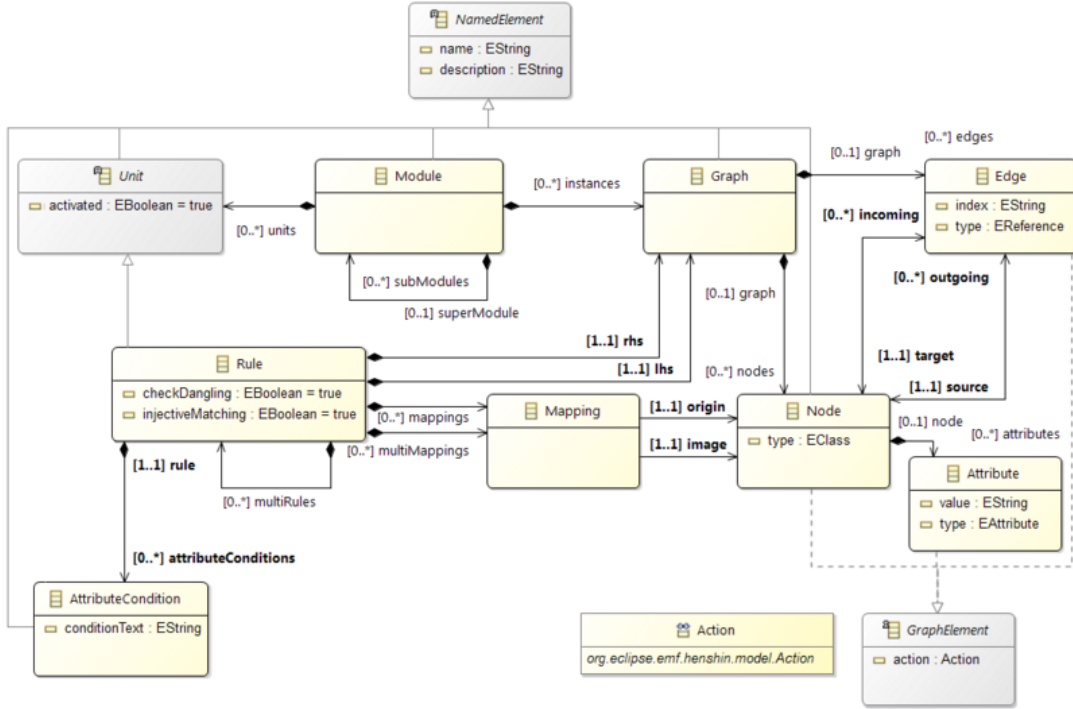 NamedElement
name : EString
description : EString
[0..*] edges
[0..1] graph
Unit
activated : EBoolean = true
Module
[0..*] instances
Graph
Edge
index : EString
type : EReference
[0..*] units
[0..*] incoming
[0..*] subModules
[0..1] superModule
[0..*] outgoing
[0..1] graph
[1..1] rhs
[1..1] lhs
[1..1] target
[0..*] nodes
[1..1] source
Rule
checkDangling : EBoolean = true
injectiveMatching : EBoolean = true
[0..*] mappings
[0..*] multiMappings
Mapping
[1..1] origin
[1..1] image
Node
type : EClass
[0..1] node
[0..*] attributes
[1..1] rule
[0..*] multiRules
Attribute
value : EString
type : EAttribute
[0..*] attributeConditions
AttributeCondition
conditionText : EString
Action
org.eclipse.emf.henshin.model.Action
GraphElement
action : Action